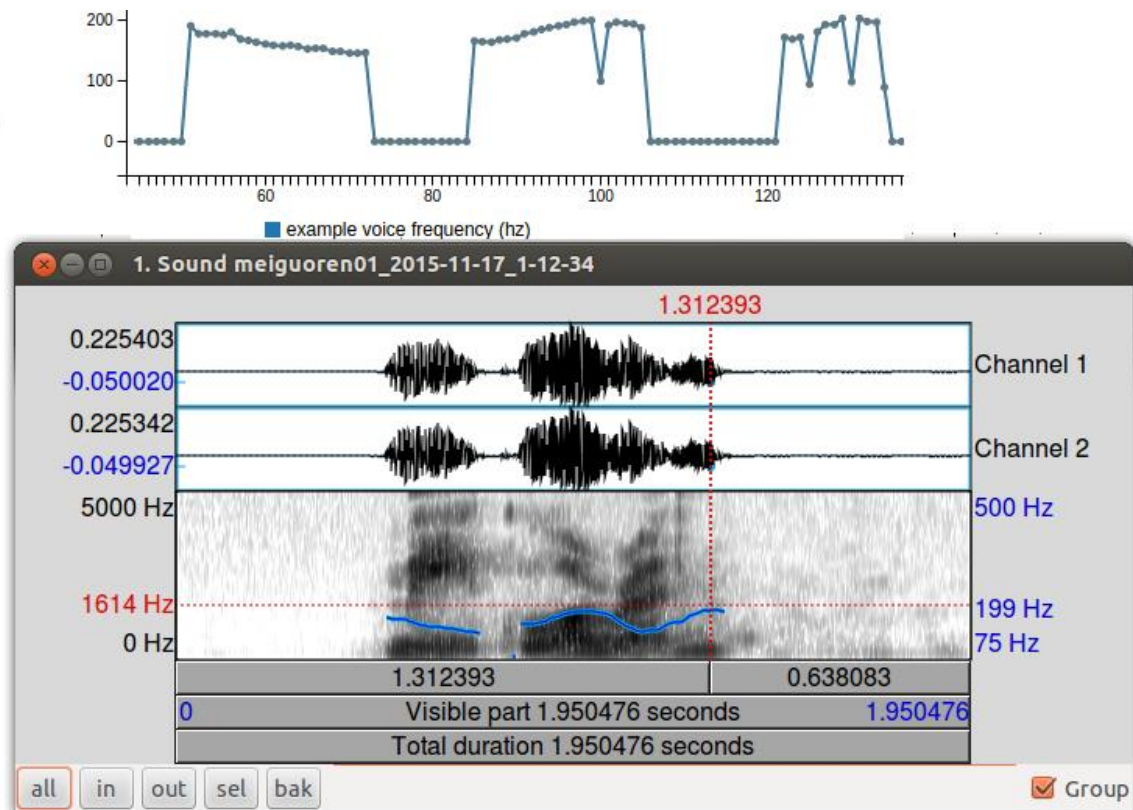 200
100
0
60 80 100 120
example voice frequency (hz)
1. Sound meiguoren01_2015-11-17_1-12-34
1.312393
0.225403
-0.050020
Channel 1
0.225342
-0.049927
Channel 2
5000 Hz 500 Hz
1614 Hz 199 Hz
0 Hz 75 Hz
1.312393 0.638083
0 Visible part 1.950476 seconds 1.950476
Total duration 1.950476 seconds
all in out sel bak Group